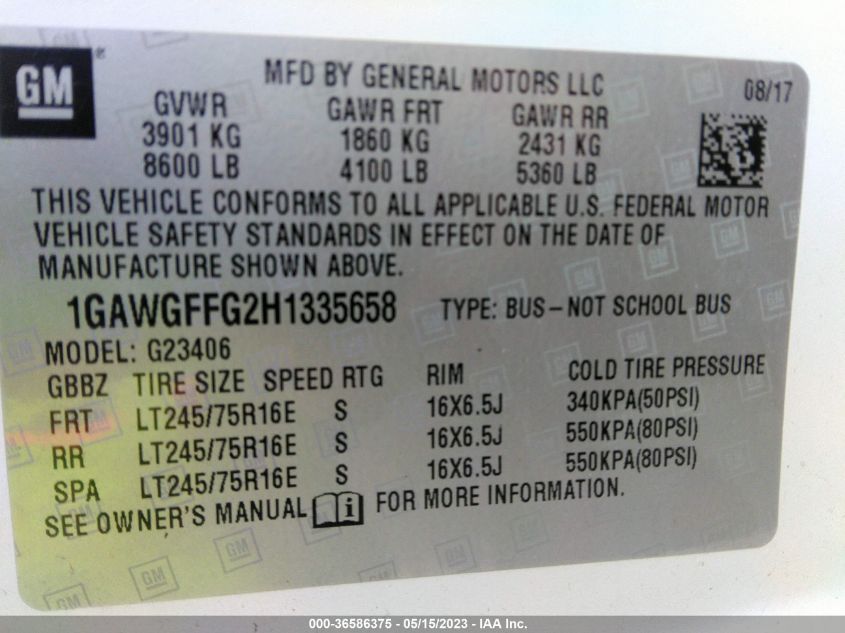 GM
MFD BY GENERAL MOTORS LLC
08/17
GVWR GAWR FRT GAWR RR
3901 KG 1860 KG 2431 KG
8600 LB 4100 LB 5360 LB
THIS VEHICLE CONFORMS TO ALL APPLICABLE U.S. FEDERAL MOTOR
VEHICLE SAFETY STANDARDS IN EFFECT ON THE DATE OF
MANUFACTURE SHOWN ABOVE.
1GAWGFFG2H1335658 TYPE: BUS–NOT SCHOOL BUS
MODEL: G23406
GBBZ TIRE SIZE SPEED RTG RIM COLD TIRE PRESSURE
FRT LT245/75R16E S 16X6.5J 340KPA(50PSI)
RR LT245/75R16E S 16X6.5J 550KPA(80PSI)
SPA LT245/75R16E S 16X6.5J 550KPA(80PSI)
SEE OWNER'S MANUAL i FOR MORE INFORMATION.
000-36586375 - 05/15/2023 - IAA Inc.